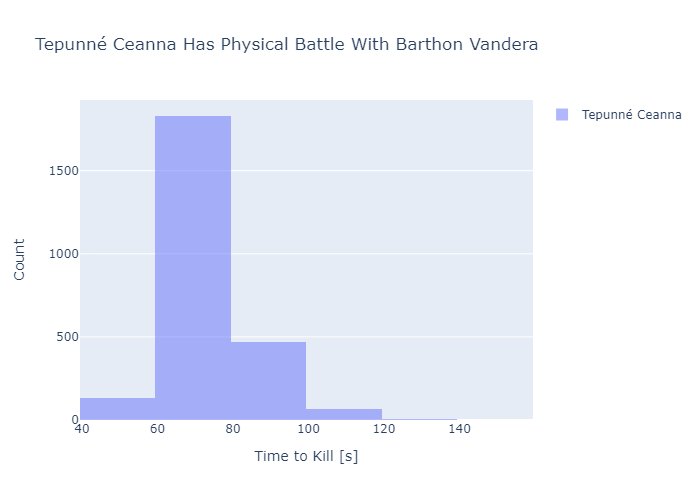 Tepunné Ceanna Has Physical Battle With Barthon Vandera
Tepunné Ceanna
1500
1000
500
0
40 60 80 100 120 140
Count
Time to Kill [s]